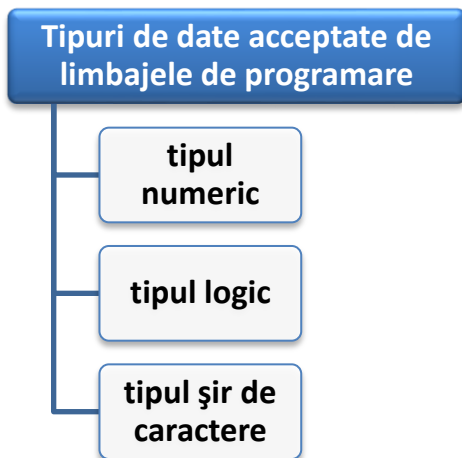 Tipuri de date acceptate de
limbajele de programare
tipul
numeric
tipul logic
tipul şir de
caractere